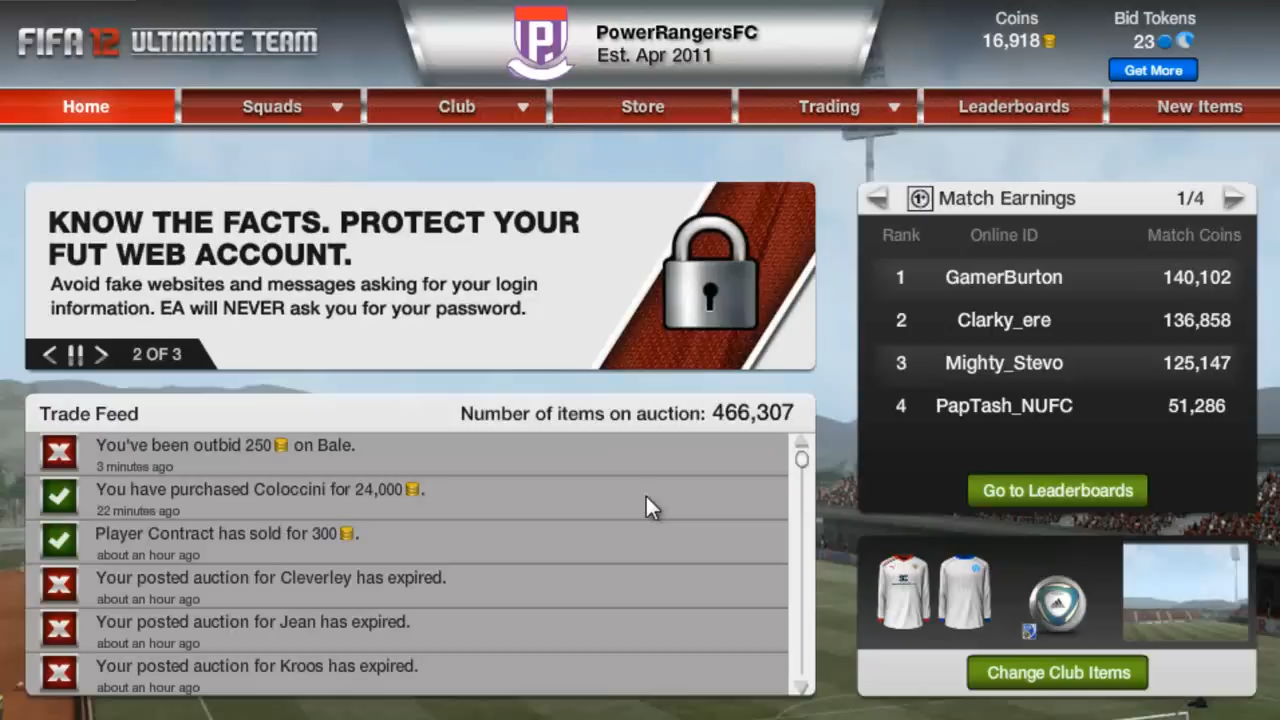 FIFA 12 ULTIMATE TEAM
P
PowerRangersFC
Est. Apr 2011
Coins
16,918
Bid Tokens
23
Get More
Home
Squads
Club
Store
Trading
Leaderboards
New Items
KNOW THE FACTS. PROTECT YOUR
FUT WEB ACCOUNT.
Avoid fake websites and messages asking for your login
information. EA will NEVER ask you for your password.
2 OF 3
Match Earnings
1/4
Rank Online ID Match Coins
1 GamerBurton 140,102
2 Clarky_ere 136,858
3 Mighty_Stevo 125,147
4 PapTash_NUFC 51,286
Go to Leaderboards
Trade Feed
Number of items on auction: 466,307
You've been outbid 250 on Bale.
3 minutes ago
You have purchased Coloccini for 24,000.
22 minutes ago
Player Contract has sold for 300.
about an hour ago
Your posted auction for Cleverley has expired.
about an hour ago
Your posted auction for Jean has expired.
about an hour ago
Your posted auction for Kroos has expired.
about an hour ago
adidas
Change Club Items